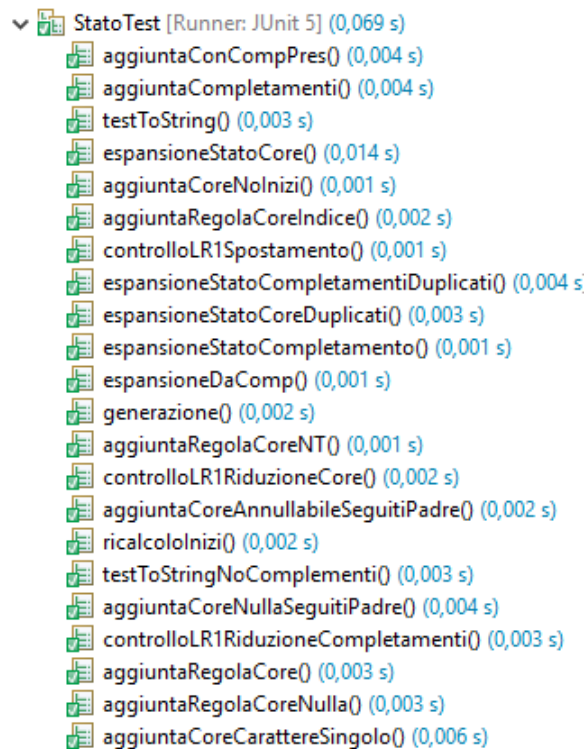 StatoTest [Runner: JUnit 5] (0,069 s)
aggiuntaConCompPres() (0,004 s)
aggiuntaCompletamenti() (0,004 s)
testToString() (0,003 s)
espansioneStatoCore() (0,014 s)
aggiuntaCoreNoInizi() (0,001 s)
aggiuntaRegolaCoreIndice() (0,002 s)
controlloLR1Spostamento() (0,001 s)
espansioneStatoCompletamentiDuplicati() (0,004 s)
espansioneStatoCoreDuplicati() (0,003 s)
espansioneStatoCompletamento() (0,001 s)
espansioneDaComp() (0,001 s)
generazione() (0,002 s)
aggiuntaRegolaCoreNT() (0,001 s)
controlloLR1RiduzioneCore() (0,002 s)
aggiuntaCoreAnnullabileSeguitiPadre() (0,002 s)
ricalcoloInizi() (0,002 s)
testToStringNoComplementi() (0,003 s)
aggiuntaCoreNullaSeguitiPadre() (0,004 s)
controlloLR1RiduzioneCompletamenti() (0,003 s)
aggiuntaRegolaCore() (0,003 s)
aggiuntaRegolaCoreNulla() (0,003 s)
aggiuntaCoreCarattereSingolo() (0,006 s)